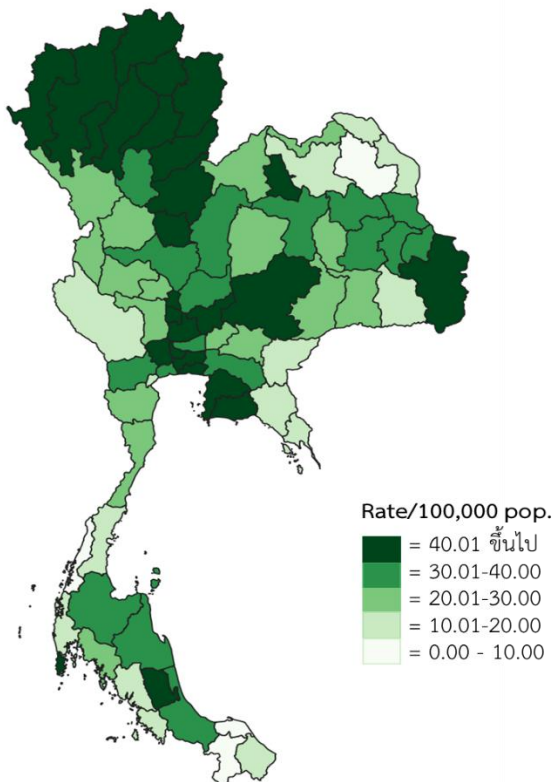 Rate/100,000 pop.
= 40.01 ขึ้นไป
= 30.01-40.00
= 20.01-30.00
= 10.01-20.00
= 0.00 - 10.00